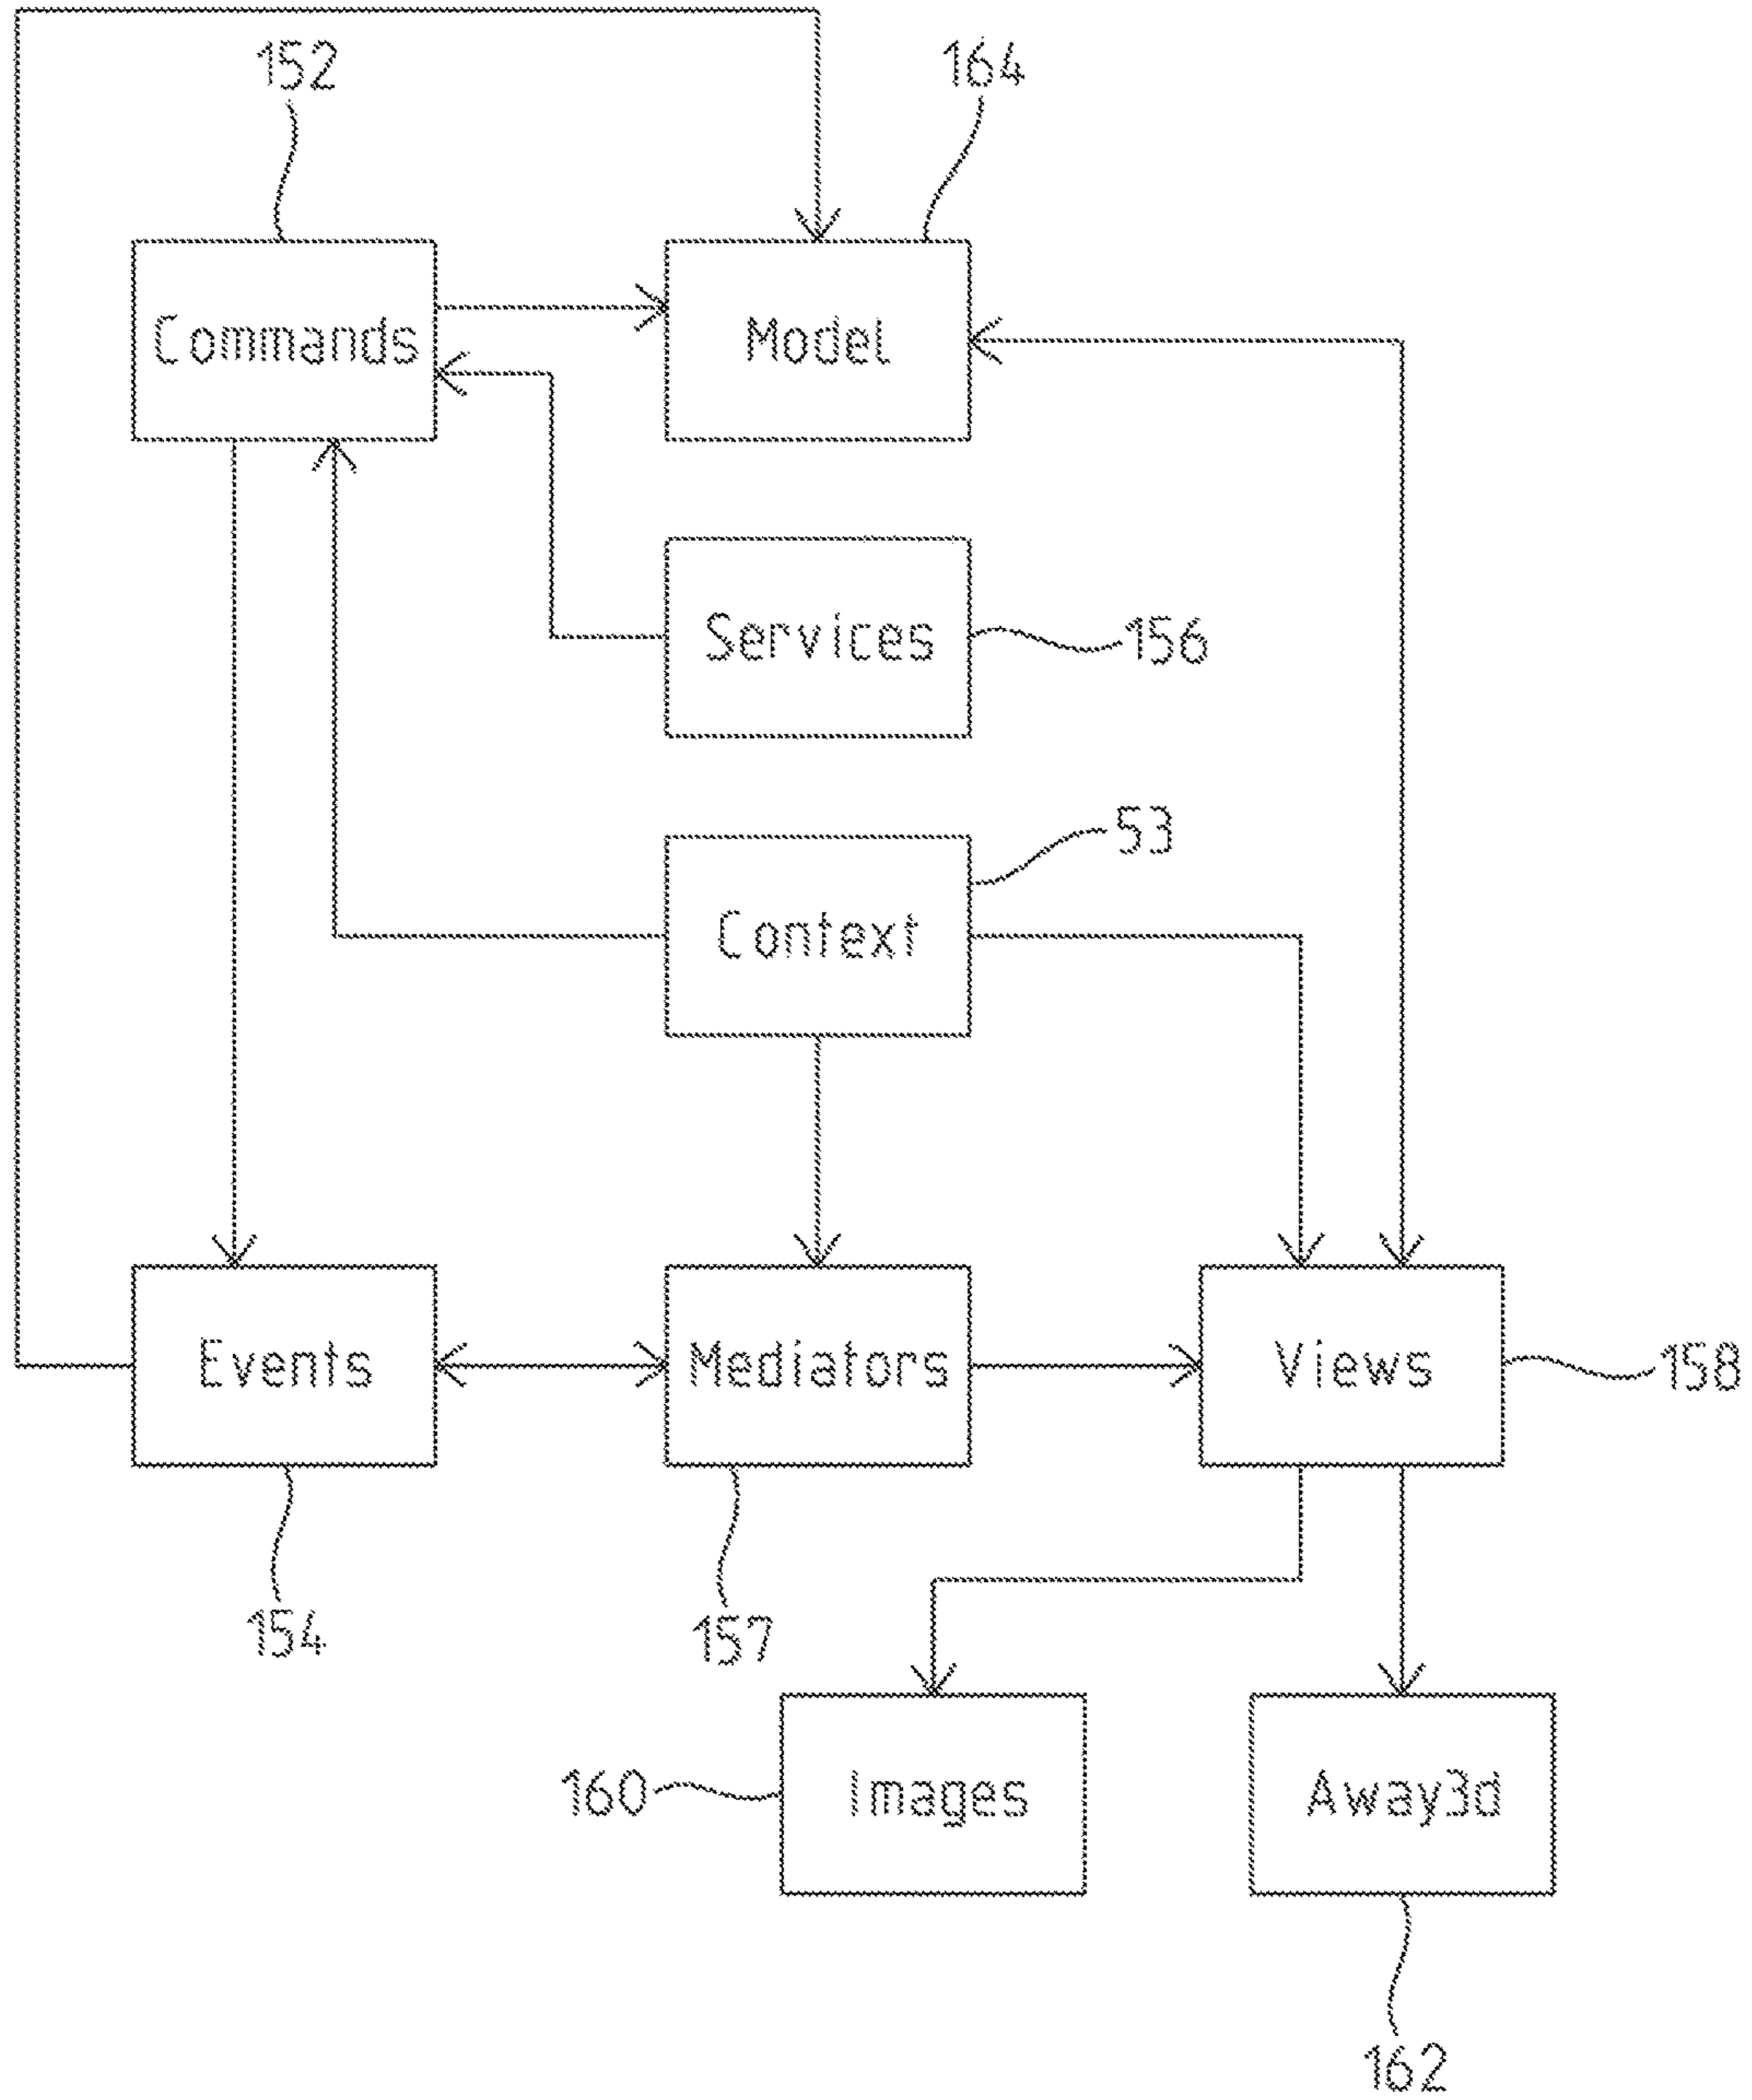 152
164
Commands
Model
Services
156
53
Context
Events
Mediators
Views
158
154
157
160
Images
Away3d
162